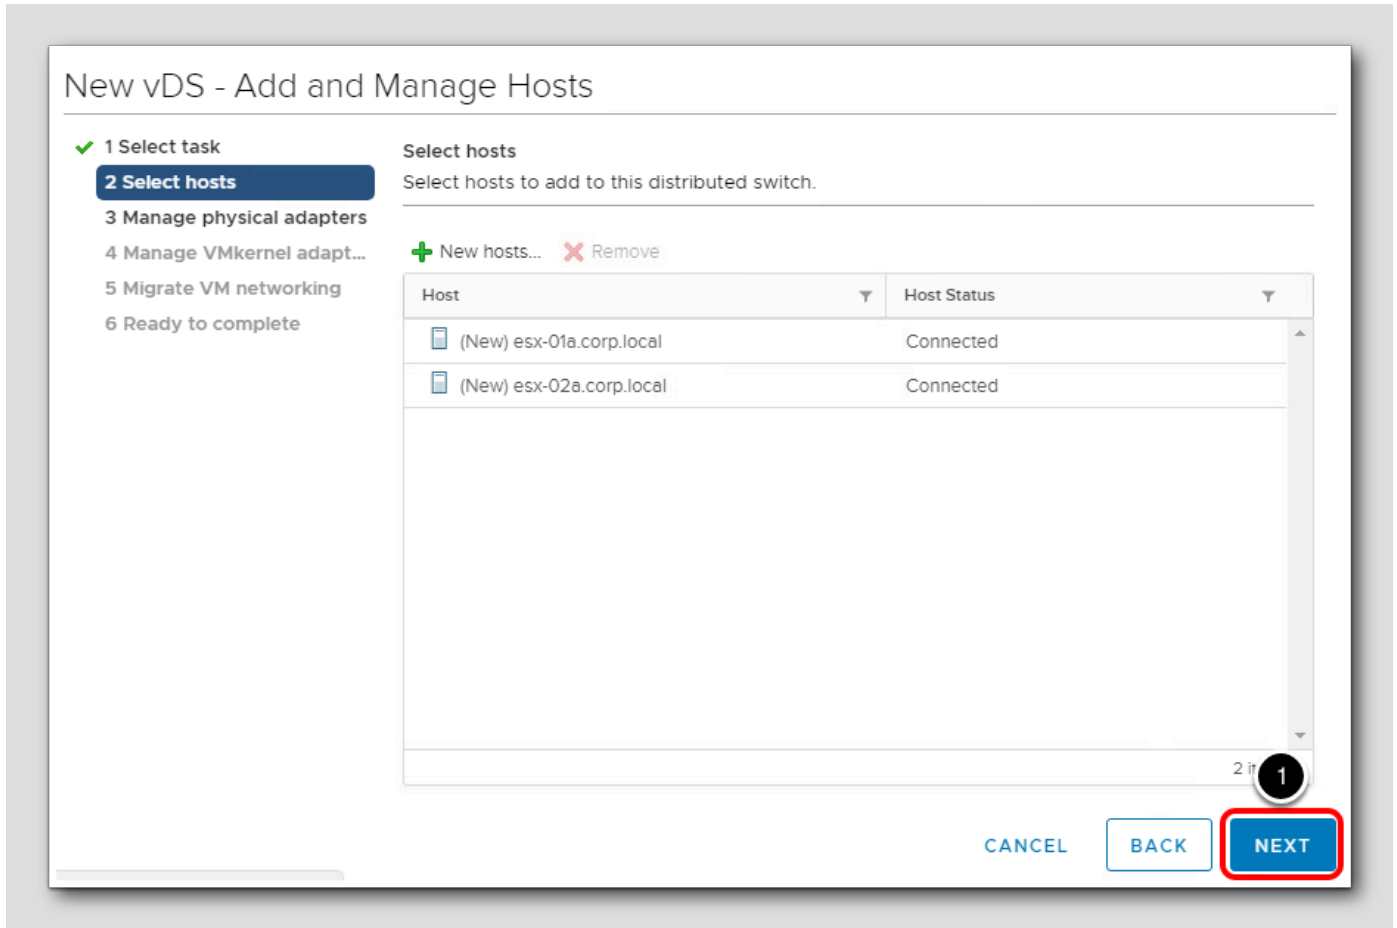 New vDS - Add and Manage Hosts
1 Select task
2 Select hosts
3 Manage physical adapters
4 Manage VMkernel adapt...
5 Migrate VM networking
6 Ready to complete
Select hosts
Select hosts to add to this distributed switch.
New hosts... Remove
Host Host Status
(New) esx-01a.corp.local Connected
(New) esx-02a.corp.local Connected
2
1
CANCEL BACK NEXT